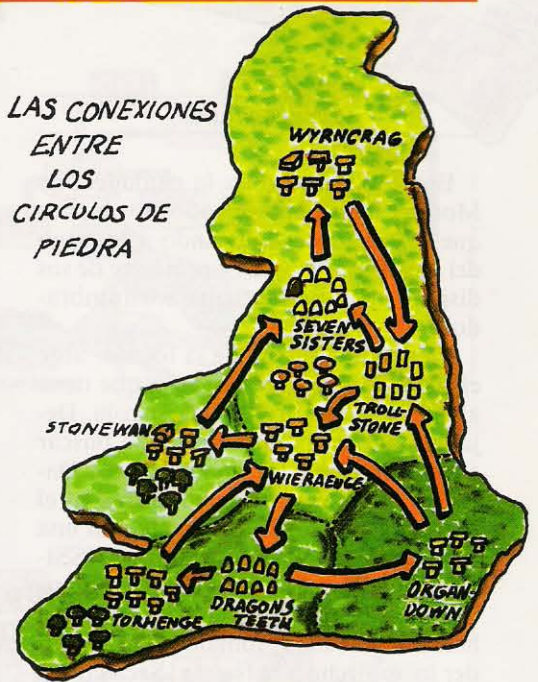 LAS CONEXIONES
ENTRE
LOS
CIRCULOS DE
PIEDRA
WYRNCRAG
SEVEN
SISTERS
TROLL-
STONE
STONEWAN
WIERAENGE
ORGAN-
DOWN
DRAGONS
TEETH
TORHENGE